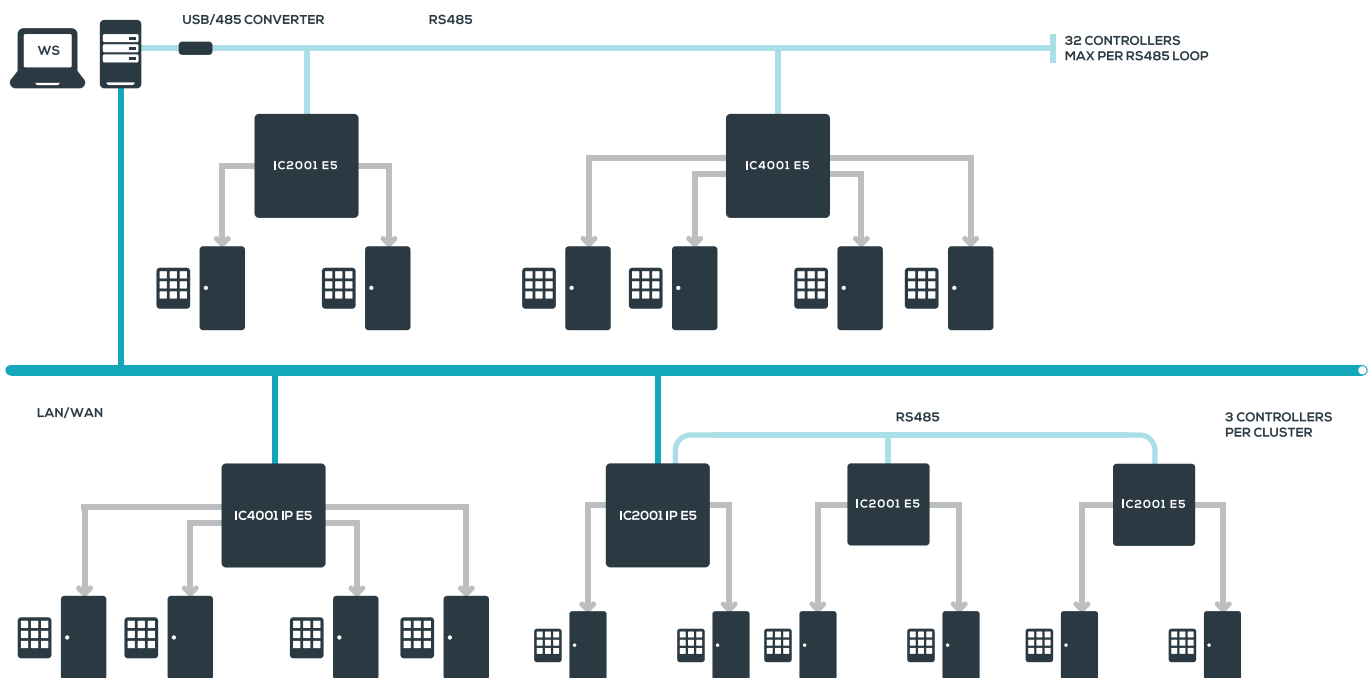 USB/485 CONVERTER
RS485
WS
32 CONTROLLERS
MAX PER RS485 LOOP
IC2001 E5
IC4001 E5
LAN/WAN
RS485
3 CONTROLLERS
PER CLUSTER
IC4001 IP E5
IC2001 IP E5
IC2001 E5
IC2001 E5